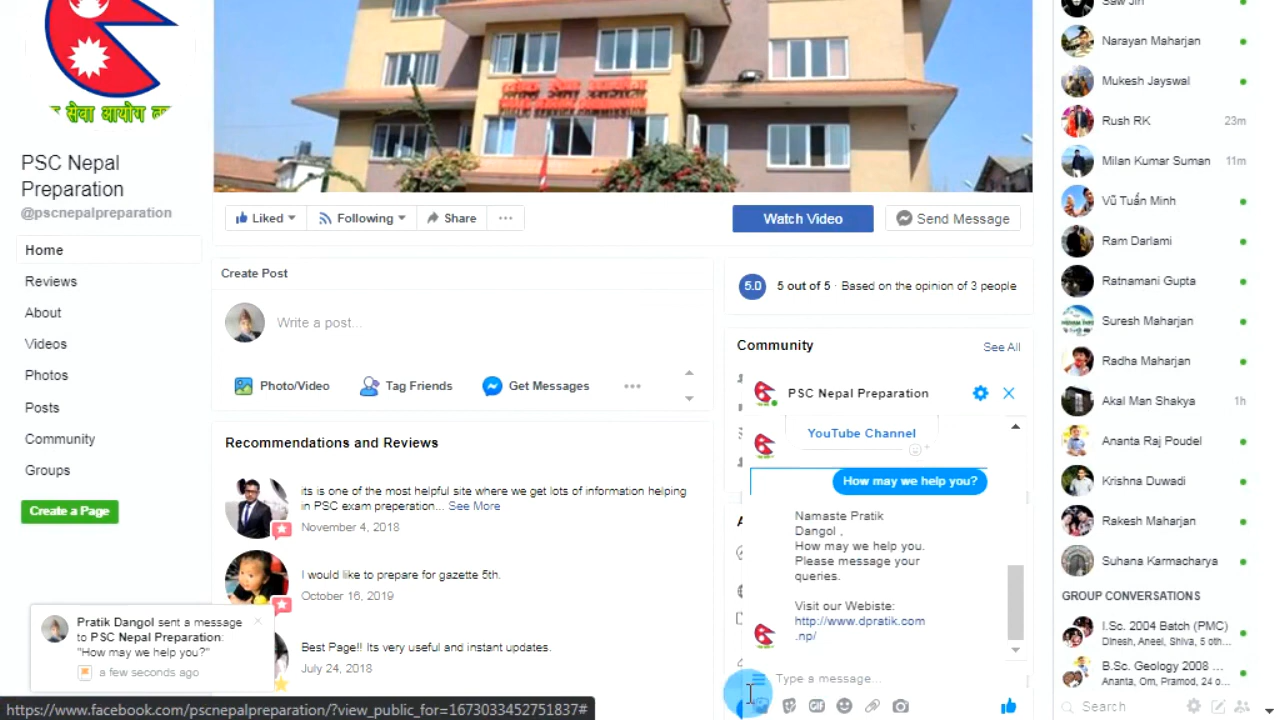 सेवा आयोग
PSC Nepal
Preparation
@pscnepalpreparation
Home
Reviews
About
Videos
Photos
Posts
Community
Groups
Create a Page
Liked
Following
Share
Watch Video
Send Message
Create Post
Write a post...
Photo/Video
Tag Friends
Get Messages
Recommendations and Reviews
its is one of the most helpful site where we get lots of information helping
in PSC exam preparation... See More
November 4, 2018
I would like to prepare for gazette 5th.
October 16, 2019
Best Page!! Its very useful and instant updates.
July 24, 2018
5.0
5 out of 5 · Based on the opinion of 3 people
Community
See All
PSC Nepal Preparation
YouTube Channel
How may we help you?
Namaste Pratik
Dangol ,
How may we help you.
Please message your
queries.
Visit our Webiste:
http://www.dpratik.com
.np/
Type a message...
GIF
Pratik Dangol sent a message
to PSC Nepal Preparation:
"How may we help you?"
a few seconds ago
https://www.facebook.com/pscnepalpreparation/?view_public_for=1673033452751837#
Saw Jin
Narayan Maharjan
Mukesh Jayswal
Rush RK 23m
Milan Kumar Suman 11m
Vũ Tuấn Minh
Ram Darlami
Ratnamani Gupta
Suresh Maharjan
Radha Maharjan
Akal Man Shakya 1h
Ananta Raj Poudel
Krishna Duwadi
Rakesh Maharjan
Suhana Karmacharya
GROUP CONVERSATIONS
I.Sc. 2004 Batch (PMC)
Dinesh, Aneel, Shiva, 5 oth...
B.Sc. Geology 2008 ...
Ananta, Om, Pramod, 24 o...
Search